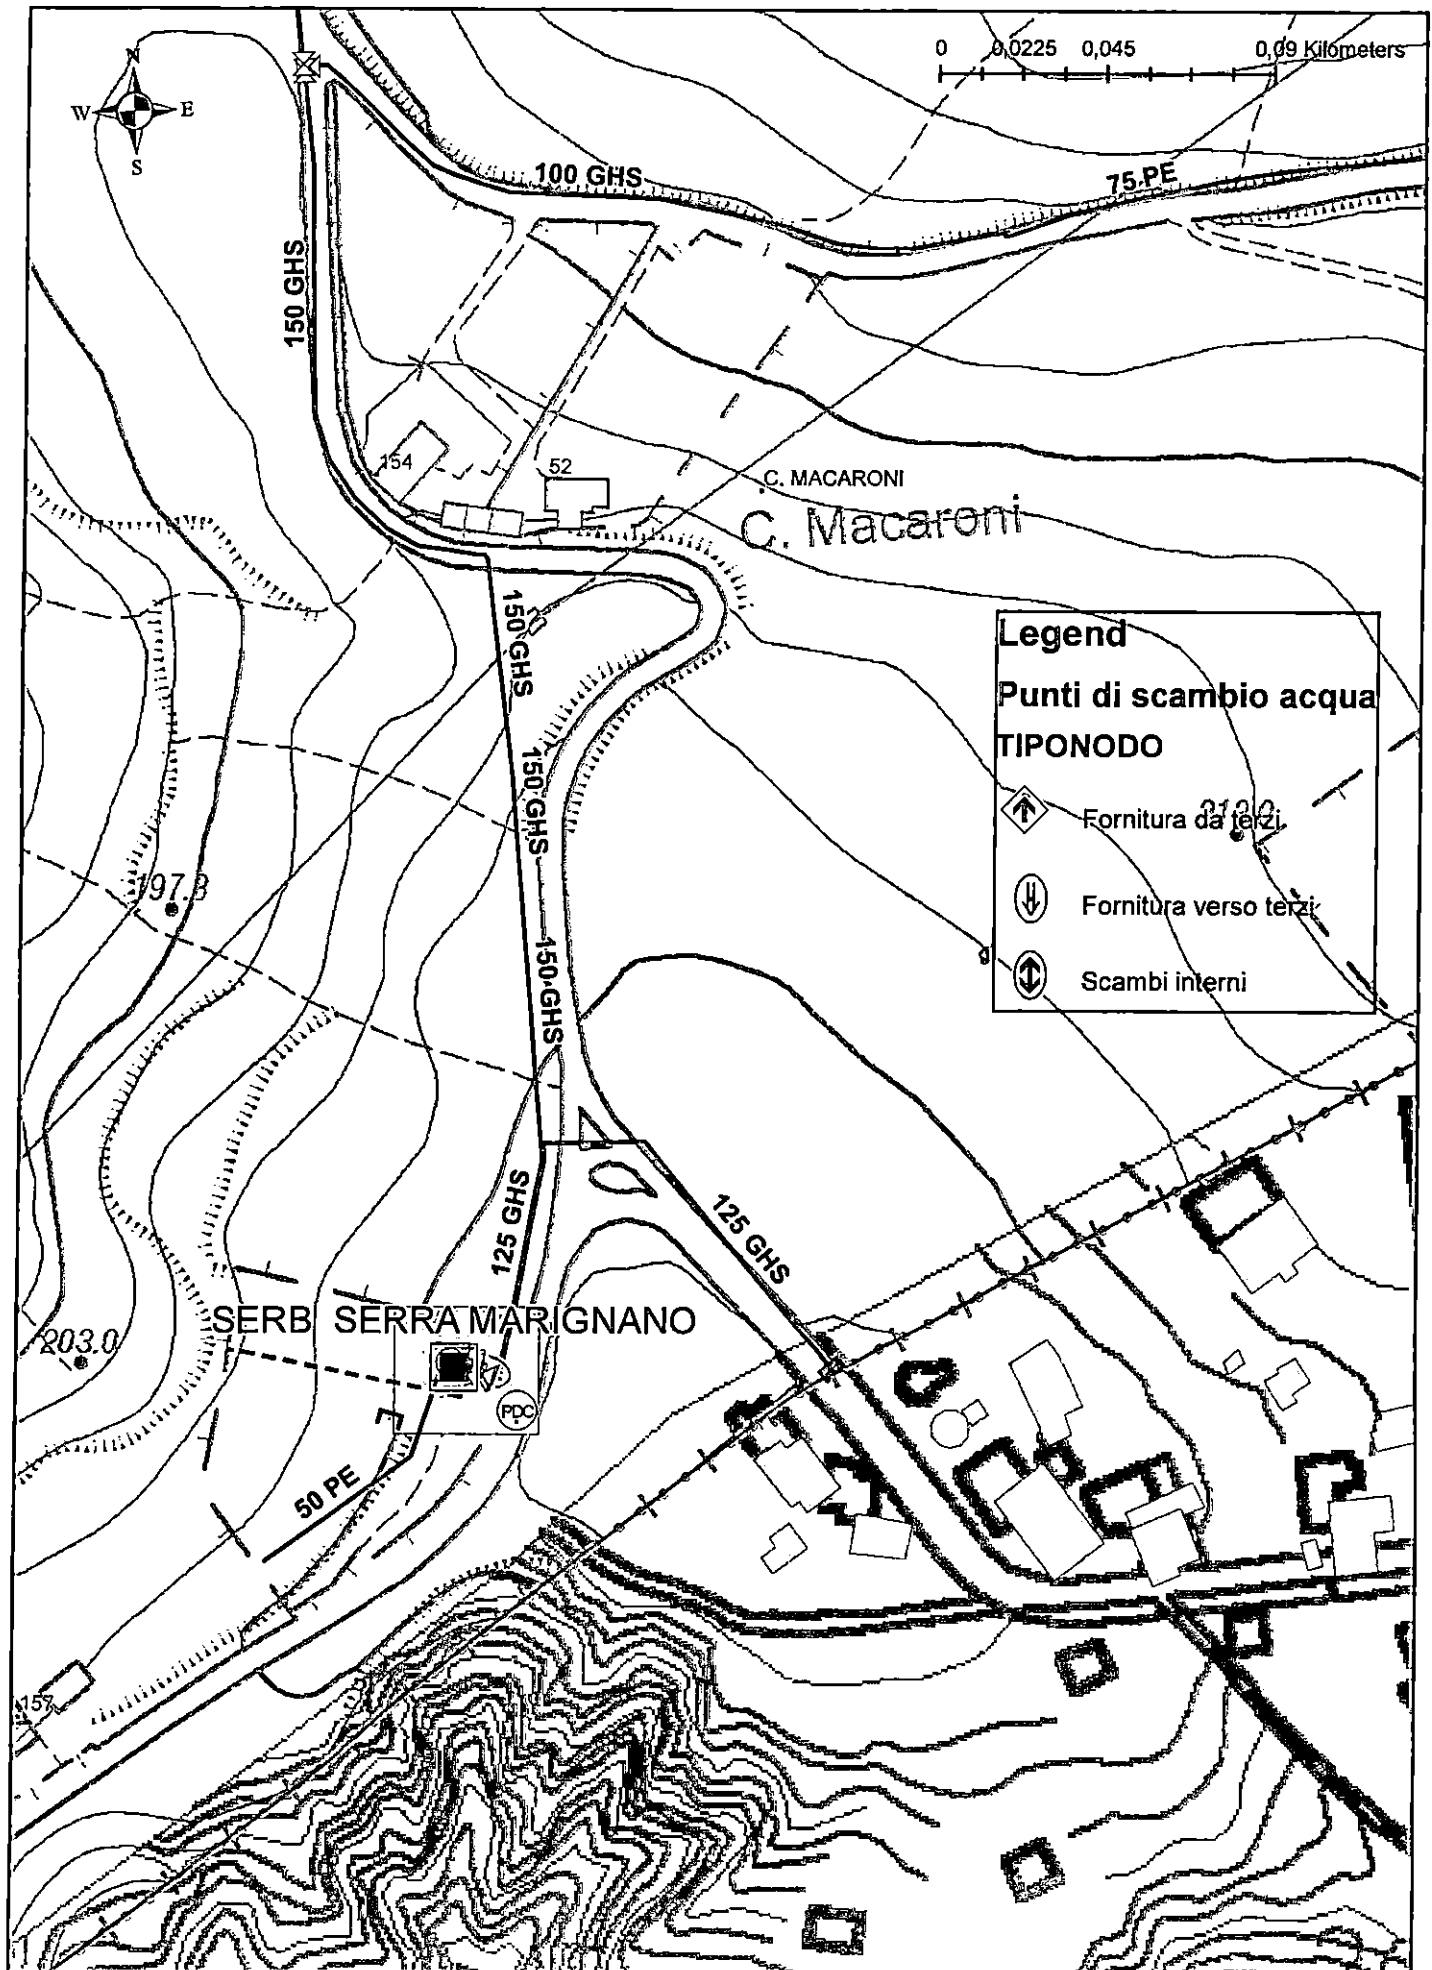 0 0,0225 0,045 0,09 Kilometers
N
W E
S
100 GHS
75 PE
150 GHS
154
52
C. MACARONI
C. Macaroni
150 GHS
Legend
Punti di scambio acqua
TIPONODO
Fornitura da terzi
Fornitura verso terzi
Scambi interni
150 GHS
197.8
150 GHS
125 GHS
125 GHS
SERB SERRA MARIGNANO
203.0
PDC
50 PE
157